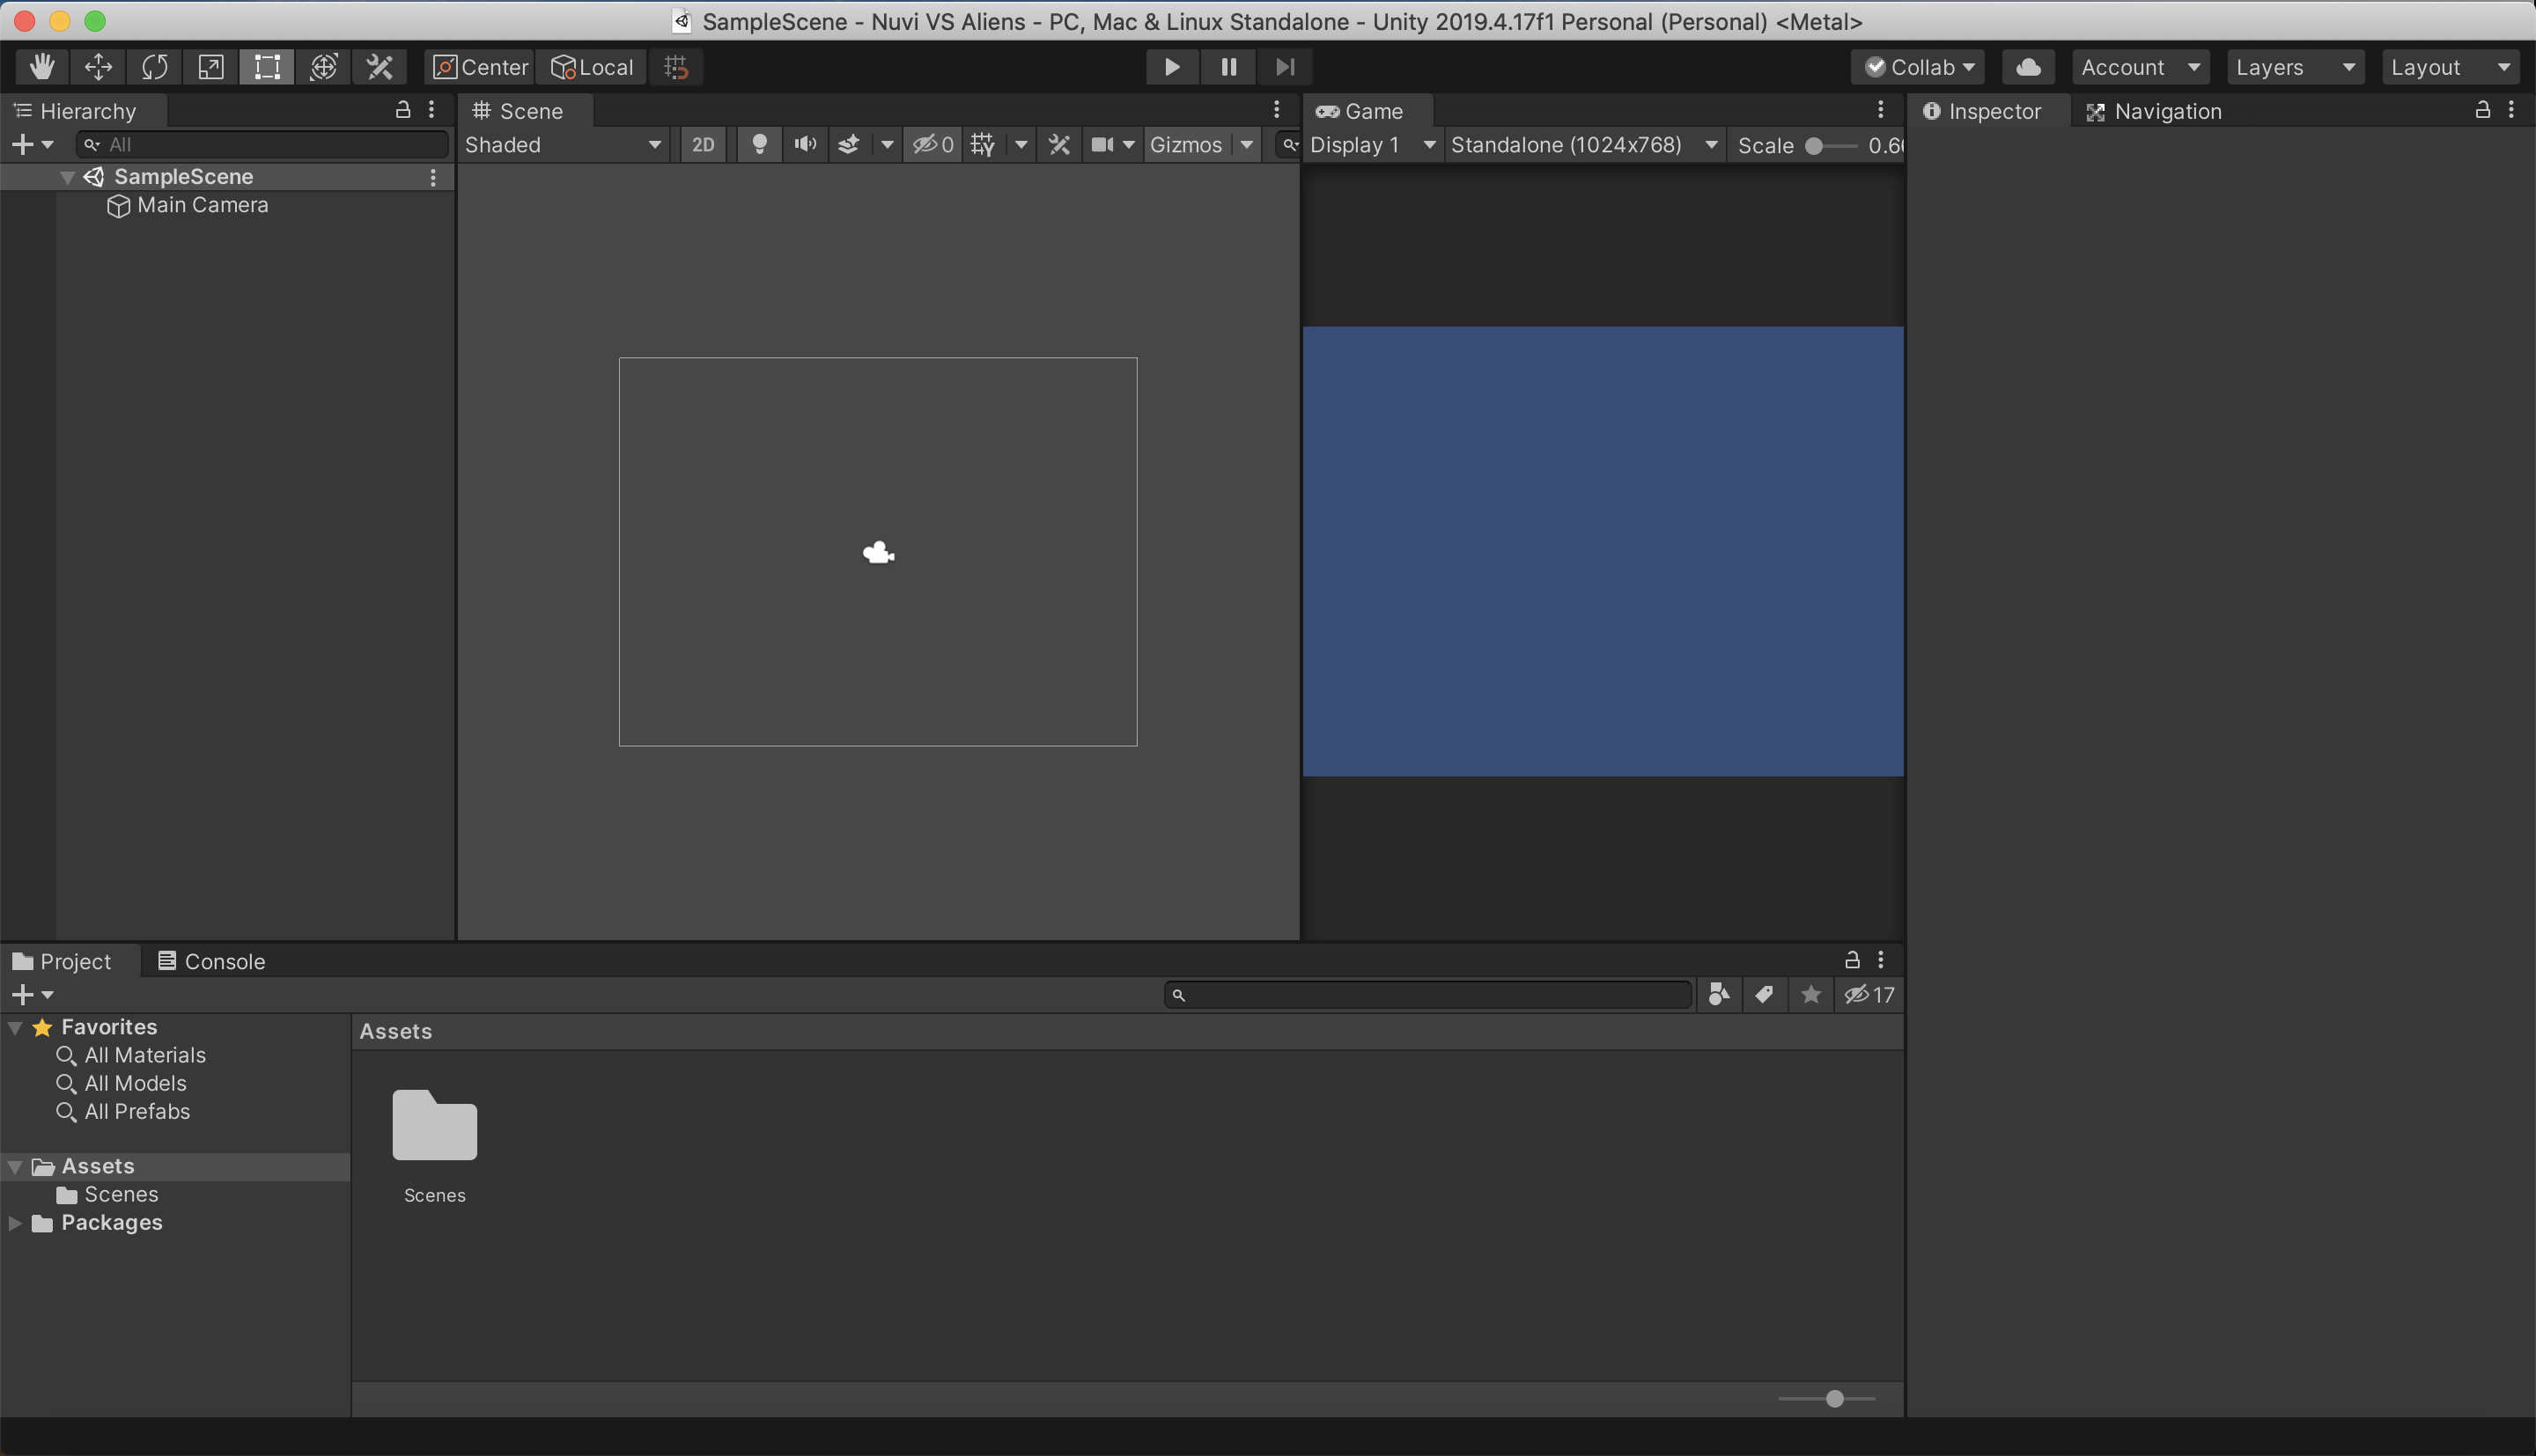 SampleScene - Nuvi VS Aliens - PC, Mac & Linux Standalone - Unity 2019.4.17f1 Personal (Personal) <Metal>
Center Local Collab Account Layers Layout
Hierarchy
All
SampleScene
Main Camera
Scene
Shaded 2D 0 Gizmos
Game
Display 1 Standalone (1024x768) Scale 0.6
Inspector Navigation
Project Console
17
Favorites
All Materials
All Models
All Prefabs
Assets
Scenes
Packages
Assets
Scenes